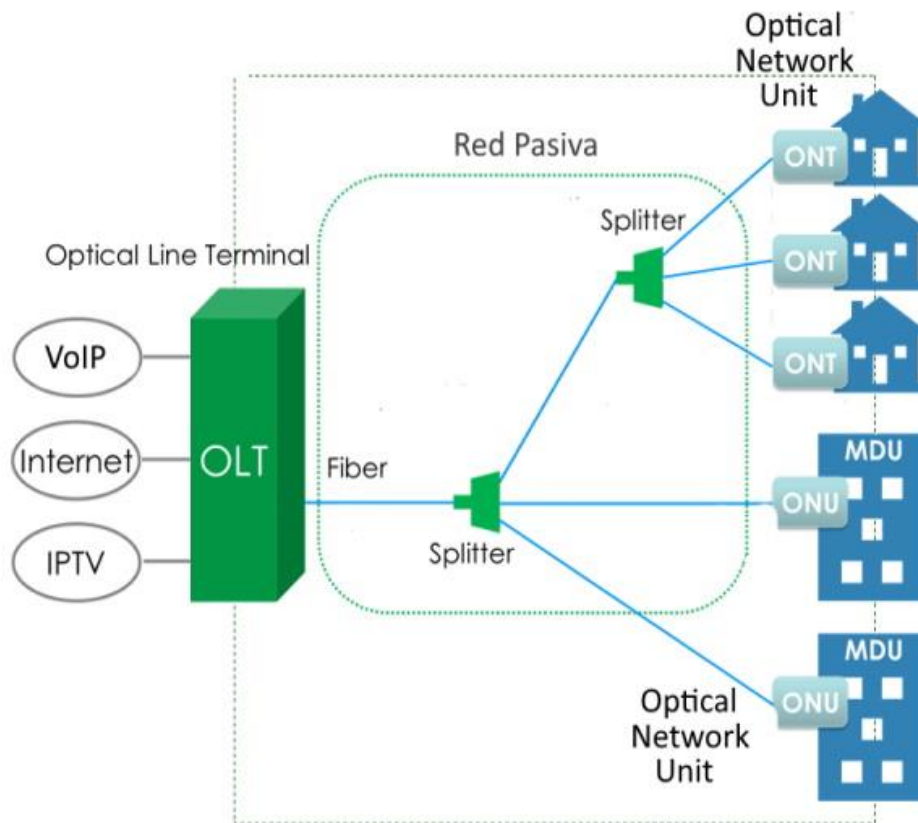 Optical
Network
Unit
Red Pasiva
ONT
Splitter
Optical Line Terminal
ONT
VoIP
ONT
MDU
Internet
OLT
Fiber
ONU
Splitter
IPTV
MDU
ONU
Optical
Network
Unit